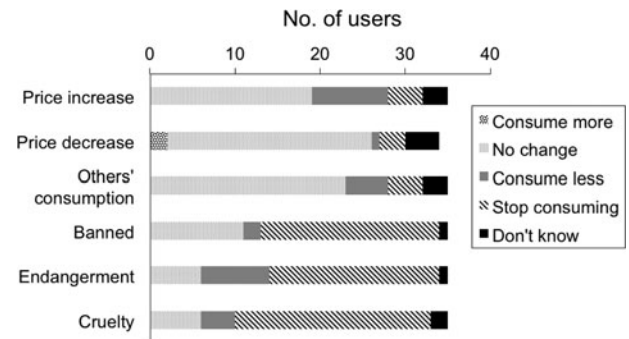 No. of users
0 10 20 30 40
Price increase
Price decrease
Others'
consumption
Banned
Endangerment
Cruelty
Consume more
No change
Consume less
Stop consuming
Don't know